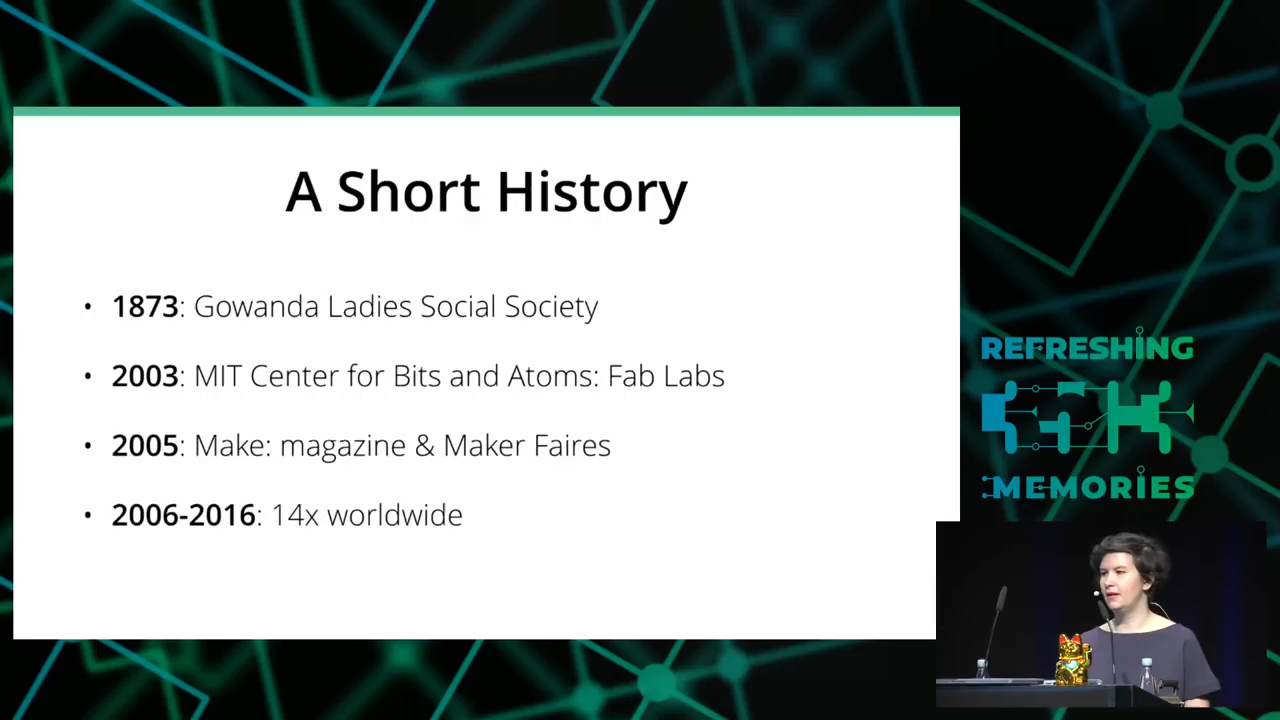 A Short History
• 1873: Gowanda Ladies Social Society
• 2003: MIT Center for Bits and Atoms: Fab Labs
• 2005: Make: magazine & Maker Faires
• 2006-2016: 14x worldwide
REFRESHING
MEMORIES